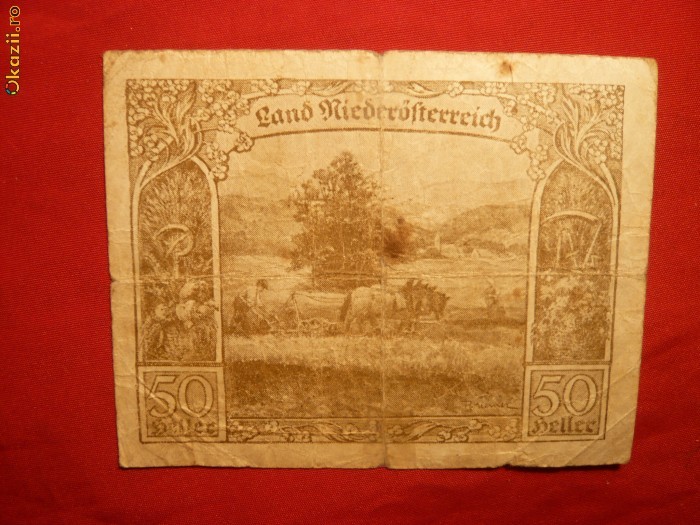 Okazii.ro
Land Niederösterreich
50
Heller
50
Heller